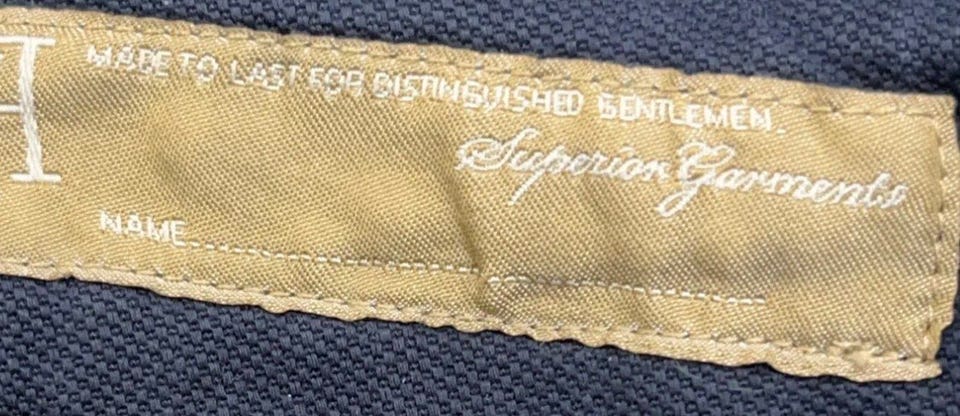 H
MADE TO LAST FOR DISTINGUISHED GENTLEMEN.
Superior Garments
NAME